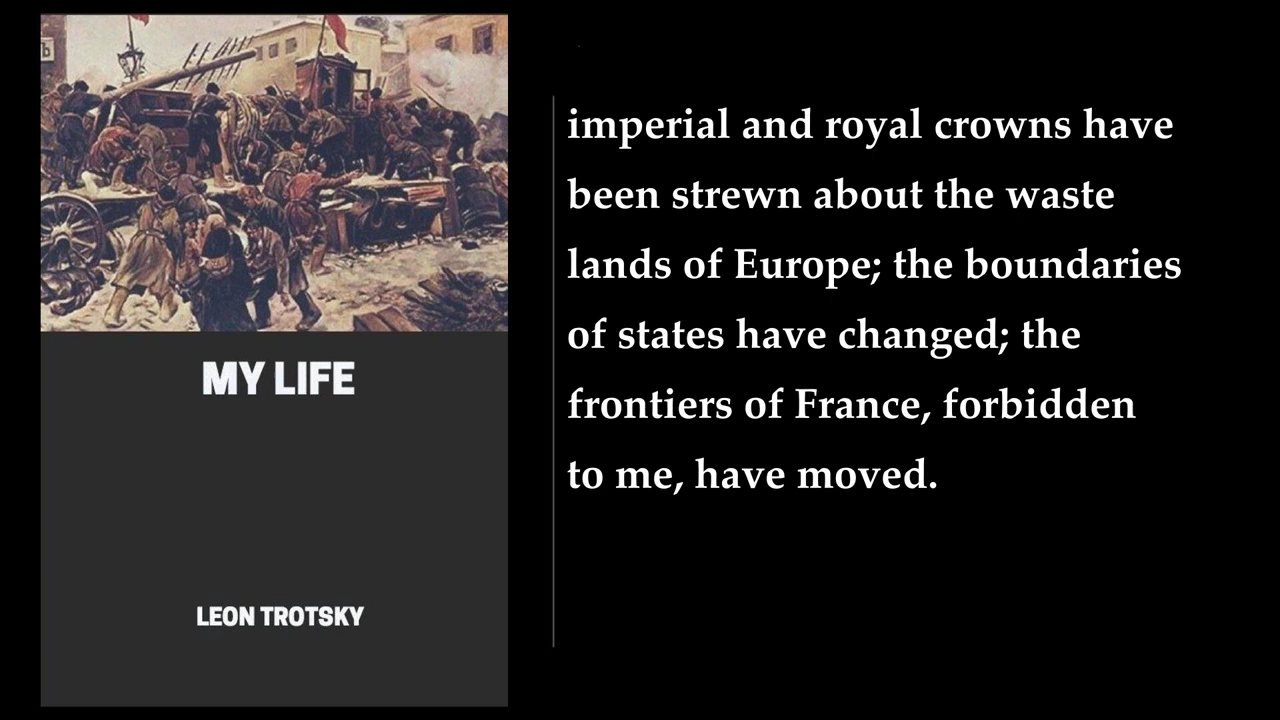 Ъ
MY LIFE
LEON TROTSKY
imperial and royal crowns have
been strewn about the waste
lands of Europe; the boundaries
of states have changed; the
frontiers of France, forbidden
to me, have moved.